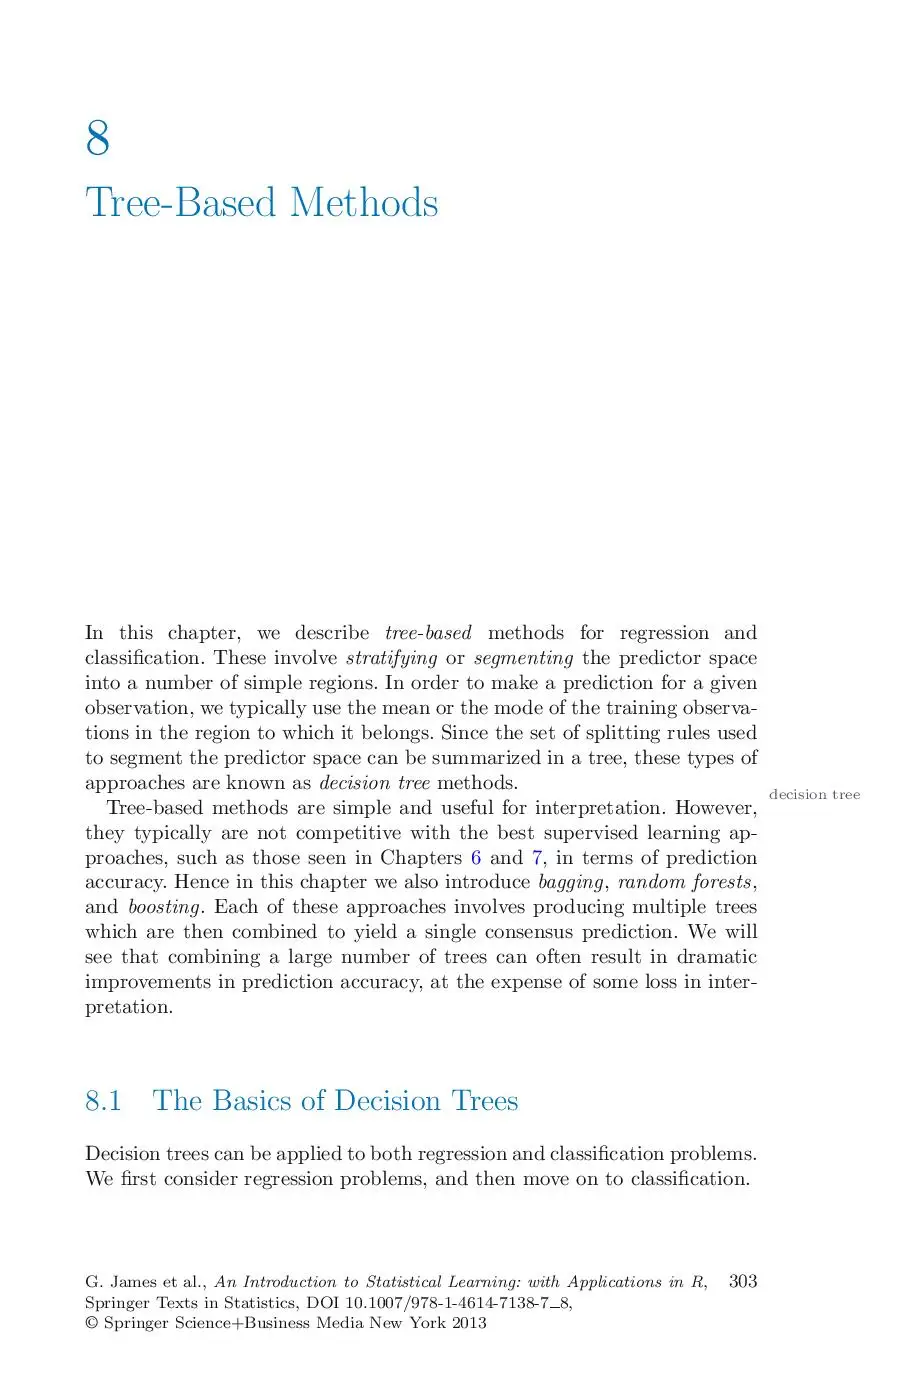 8
Tree-Based Methods
In this chapter, we describe tree-based methods for regression and
classification. These involve stratifying or segmenting the predictor space
into a number of simple regions. In order to make a prediction for a given
observation, we typically use the mean or the mode of the training observa-
tions in the region to which it belongs. Since the set of splitting rules used
to segment the predictor space can be summarized in a tree, these types of
approaches are known as decision tree methods.
decision tree
Tree-based methods are simple and useful for interpretation. However,
they typically are not competitive with the best supervised learning ap-
proaches, such as those seen in Chapters 6 and 7, in terms of prediction
accuracy. Hence in this chapter we also introduce bagging, random forests,
and boosting. Each of these approaches involves producing multiple trees
which are then combined to yield a single consensus prediction. We will
see that combining a large number of trees can often result in dramatic
improvements in prediction accuracy, at the expense of some loss in inter-
pretation.
8.1 The Basics of Decision Trees
Decision trees can be applied to both regression and classification problems.
We first consider regression problems, and then move on to classification.
G. James et al., An Introduction to Statistical Learning: with Applications in R, 303
Springer Texts in Statistics, DOI 10.1007/978-1-4614-7138-7_8,
© Springer Science+Business Media New York 2013